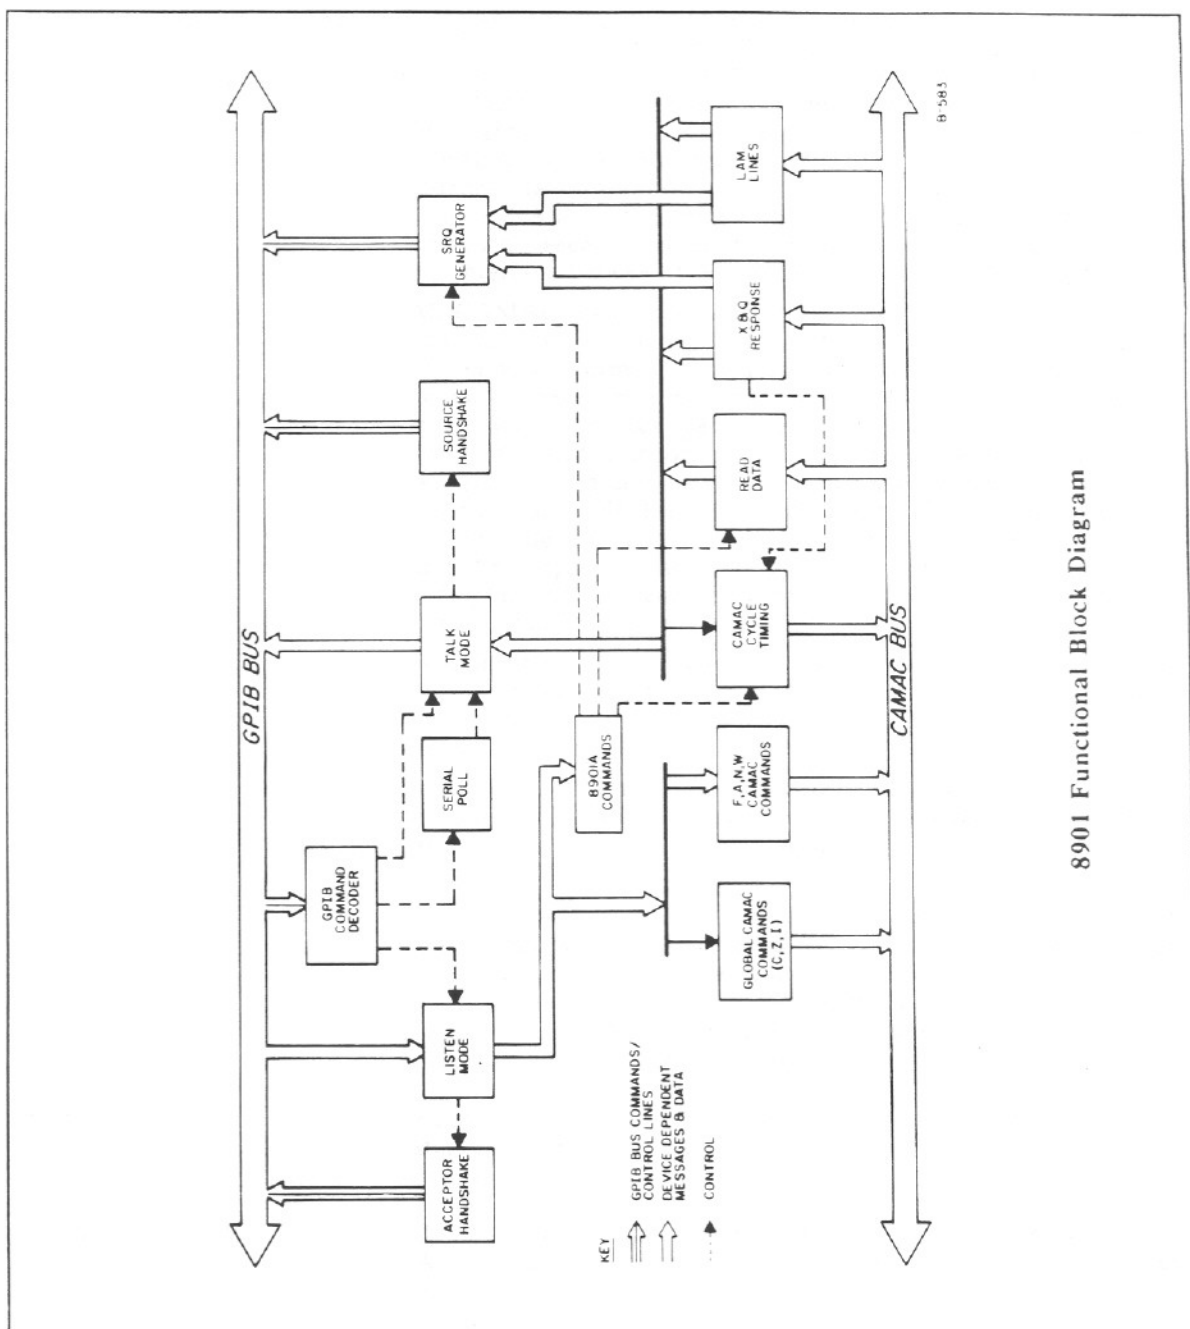 GPIB BUS
ACCEPTOR
HANDSHAKE
LISTEN
MODE
GPIB
COMMAND
DECODER
SERIAL
POLL
TALK
MODE
SOURCE
HANDSHAKE
SRQ
GENERATOR
8901A
COMMANDS
GLOBAL CAMAC
COMMANDS
(C,Z,I)
F,A,N,W
CAMAC
COMMANDS
CAMAC
CYCLE
TIMING
READ
DATA
X & Q
RESPONSE
LAM
LINES
CAMAC BUS
KEY
GPIB BUS COMMANDS/
CONTROL LINES
DEVICE DEPENDENT
MESSAGES & DATA
CONTROL
B-583
8901 Functional Block Diagram